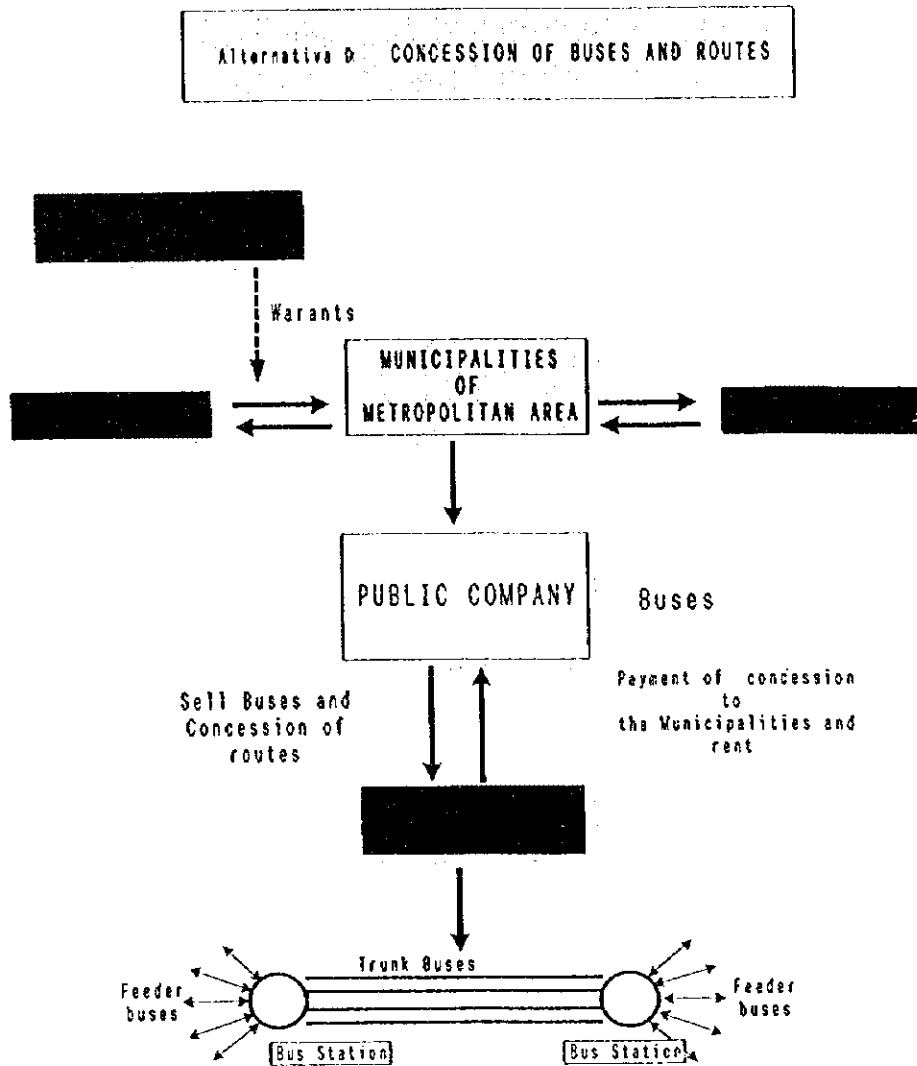 Alternativa D CONCESSION OF BUSES AND ROUTES
Warants
MUNICIPALITIES
OF
METROPOLITAN AREA
PUBLIC COMPANY
Buses
Sell Buses and
Concession of
routes
Payment of concession
to
the Municipalities and
rent
Trunk Buses
Feeder
buses
Feeder
buses
Bus Station
Bus Station